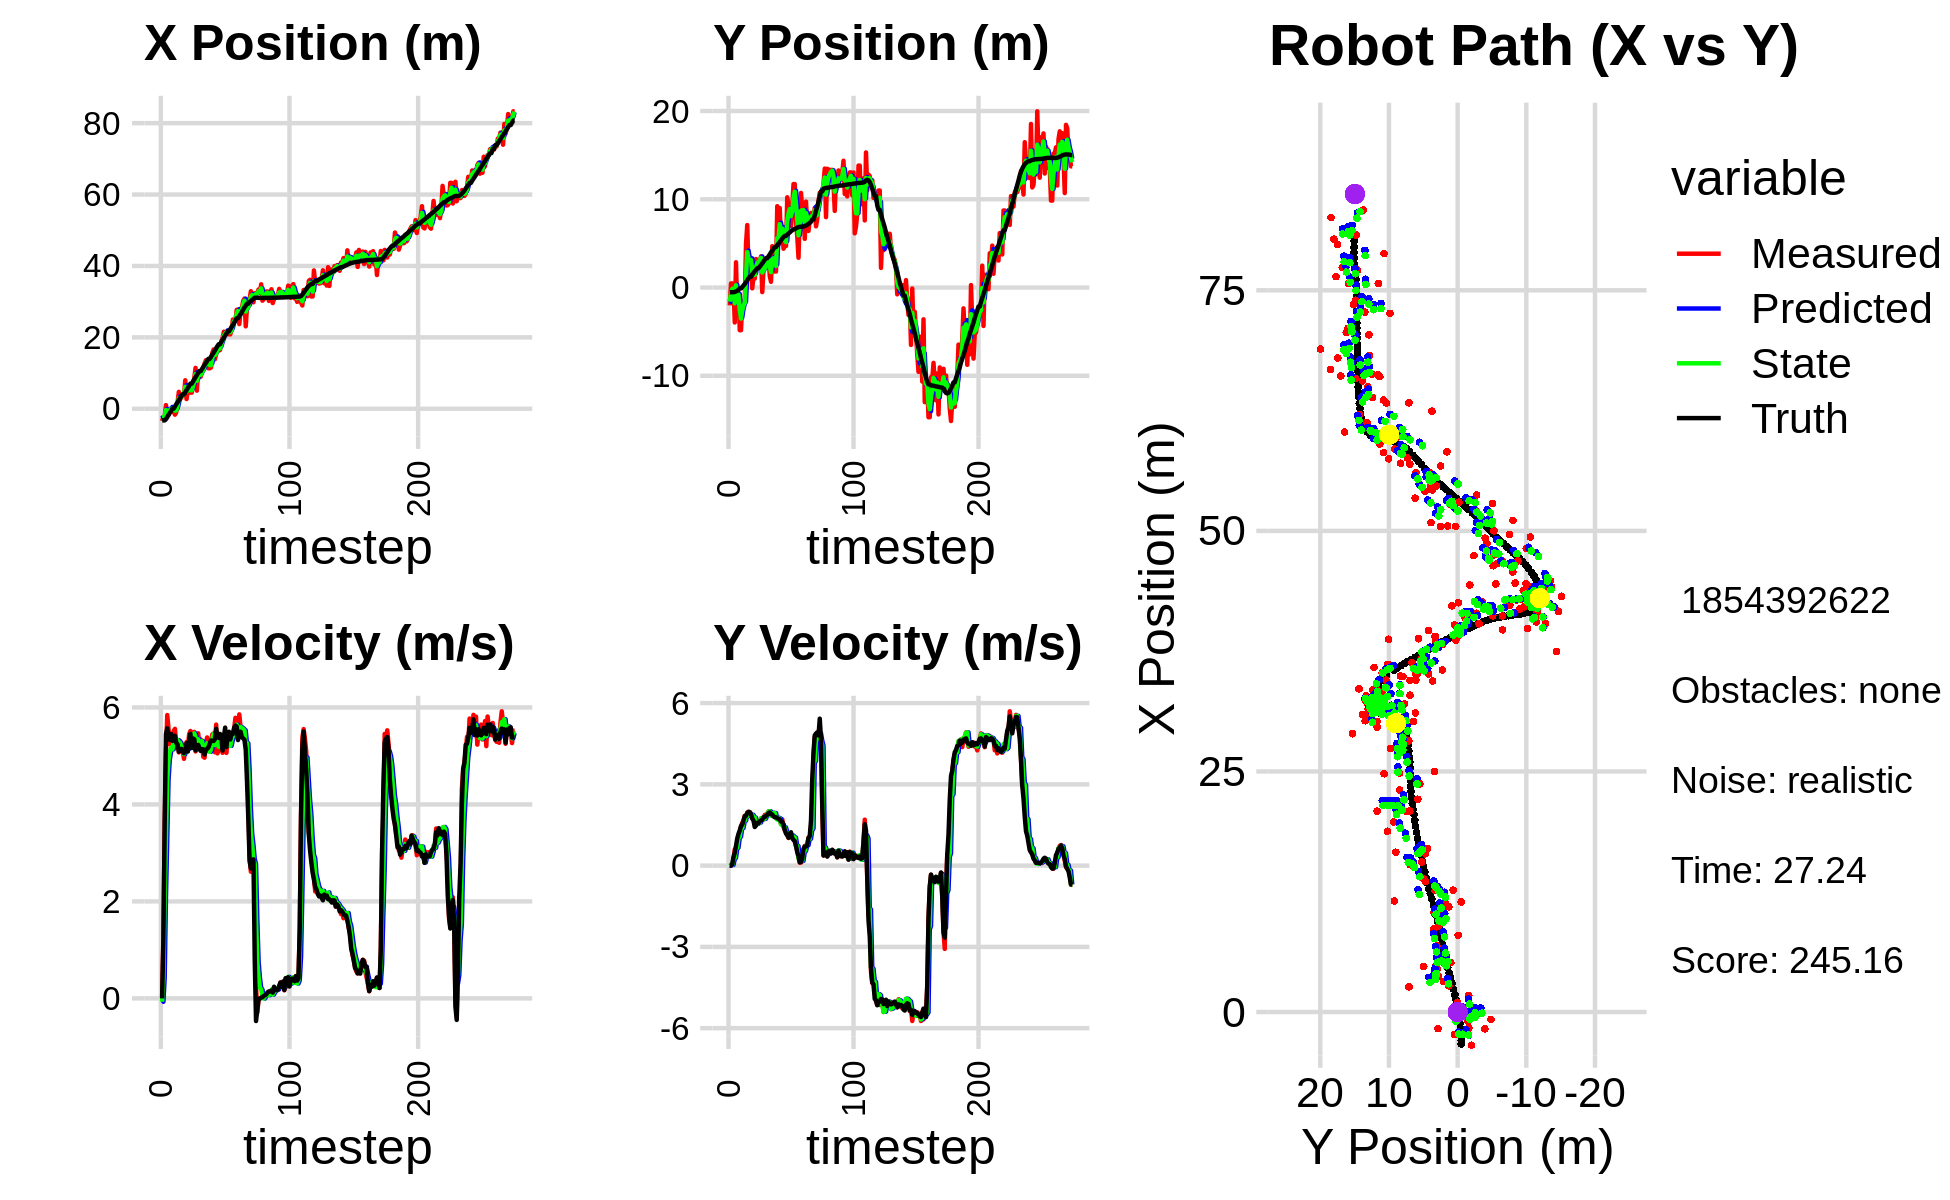 X Position (m)
80
60
40
20
0
0
100
200
timestep
Y Position (m)
20
10
0
-10
0
100
200
timestep
X Velocity (m/s)
6
4
2
0
0
100
200
timestep
Y Velocity (m/s)
6
3
0
-3
-6
0
100
200
timestep
Robot Path (X vs Y)
X Position (m)
75
50
25
0
20 10 0 -10 -20
Y Position (m)
variable
Measured
Predicted
State
Truth
1854392622
Obstacles: none
Noise: realistic
Time: 27.24
Score: 245.16